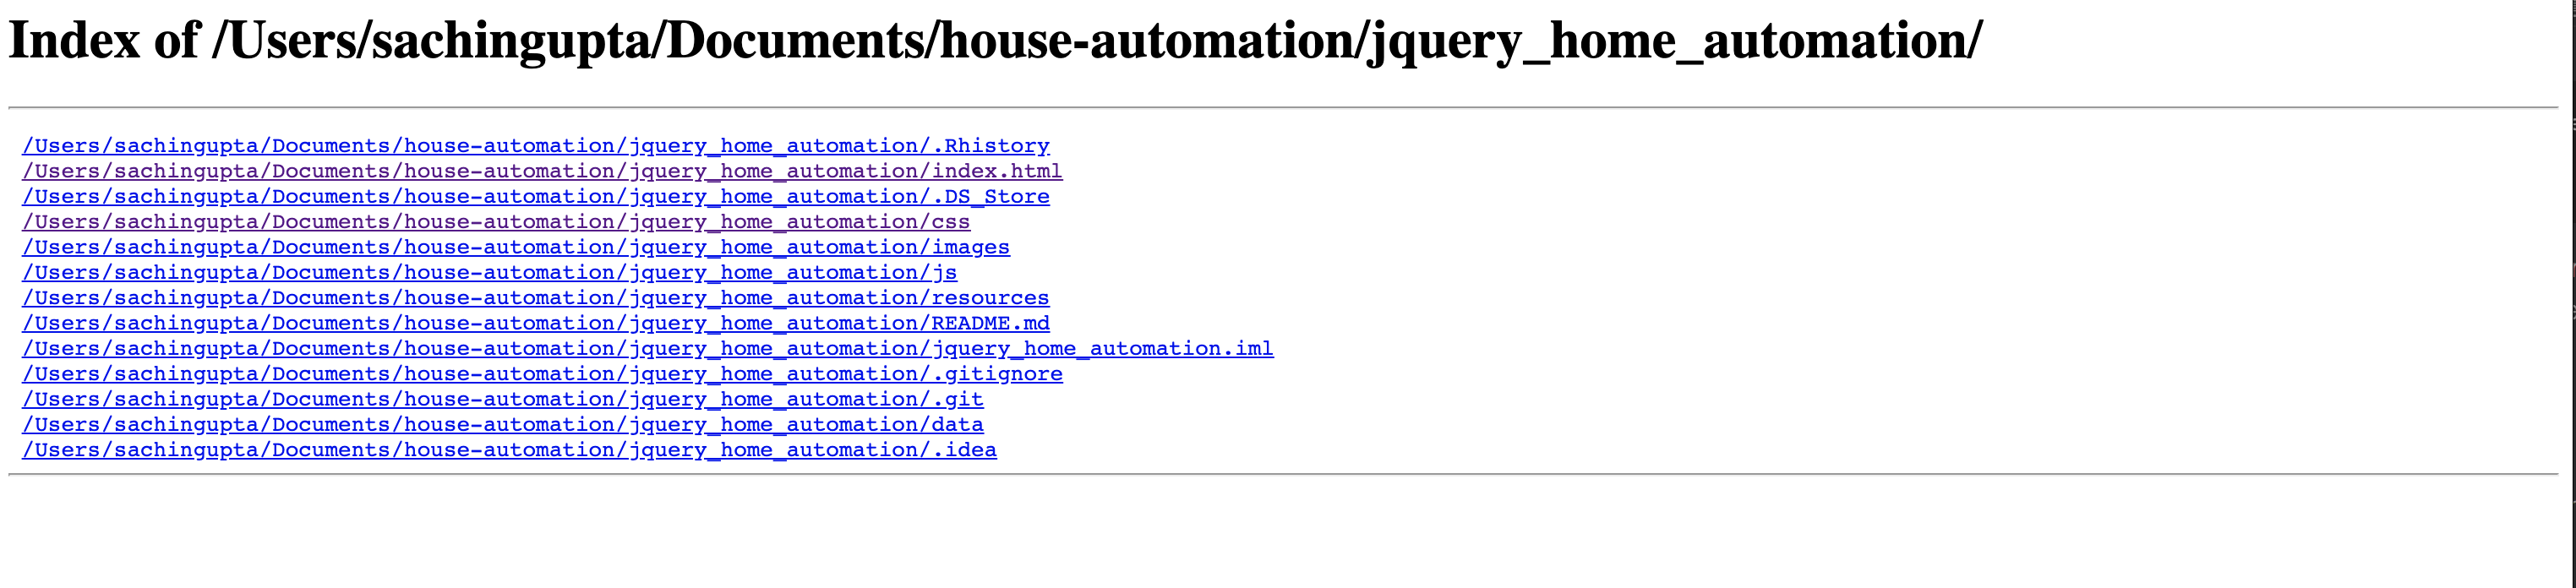 Index of /Users/sachingupta/Documents/house-automation/jquery_home_automation/
/Users/sachingupta/Documents/house-automation/jquery_home_automation/.Rhistory
/Users/sachingupta/Documents/house-automation/jquery_home_automation/index.html
/Users/sachingupta/Documents/house-automation/jquery_home_automation/.DS_Store
/Users/sachingupta/Documents/house-automation/jquery_home_automation/css
/Users/sachingupta/Documents/house-automation/jquery_home_automation/images
/Users/sachingupta/Documents/house-automation/jquery_home_automation/js
/Users/sachingupta/Documents/house-automation/jquery_home_automation/resources
/Users/sachingupta/Documents/house-automation/jquery_home_automation/README.md
/Users/sachingupta/Documents/house-automation/jquery_home_automation/jquery_home_automation.iml
/Users/sachingupta/Documents/house-automation/jquery_home_automation/.gitignore
/Users/sachingupta/Documents/house-automation/jquery_home_automation/.git
/Users/sachingupta/Documents/house-automation/jquery_home_automation/data
/Users/sachingupta/Documents/house-automation/jquery_home_automation/.idea